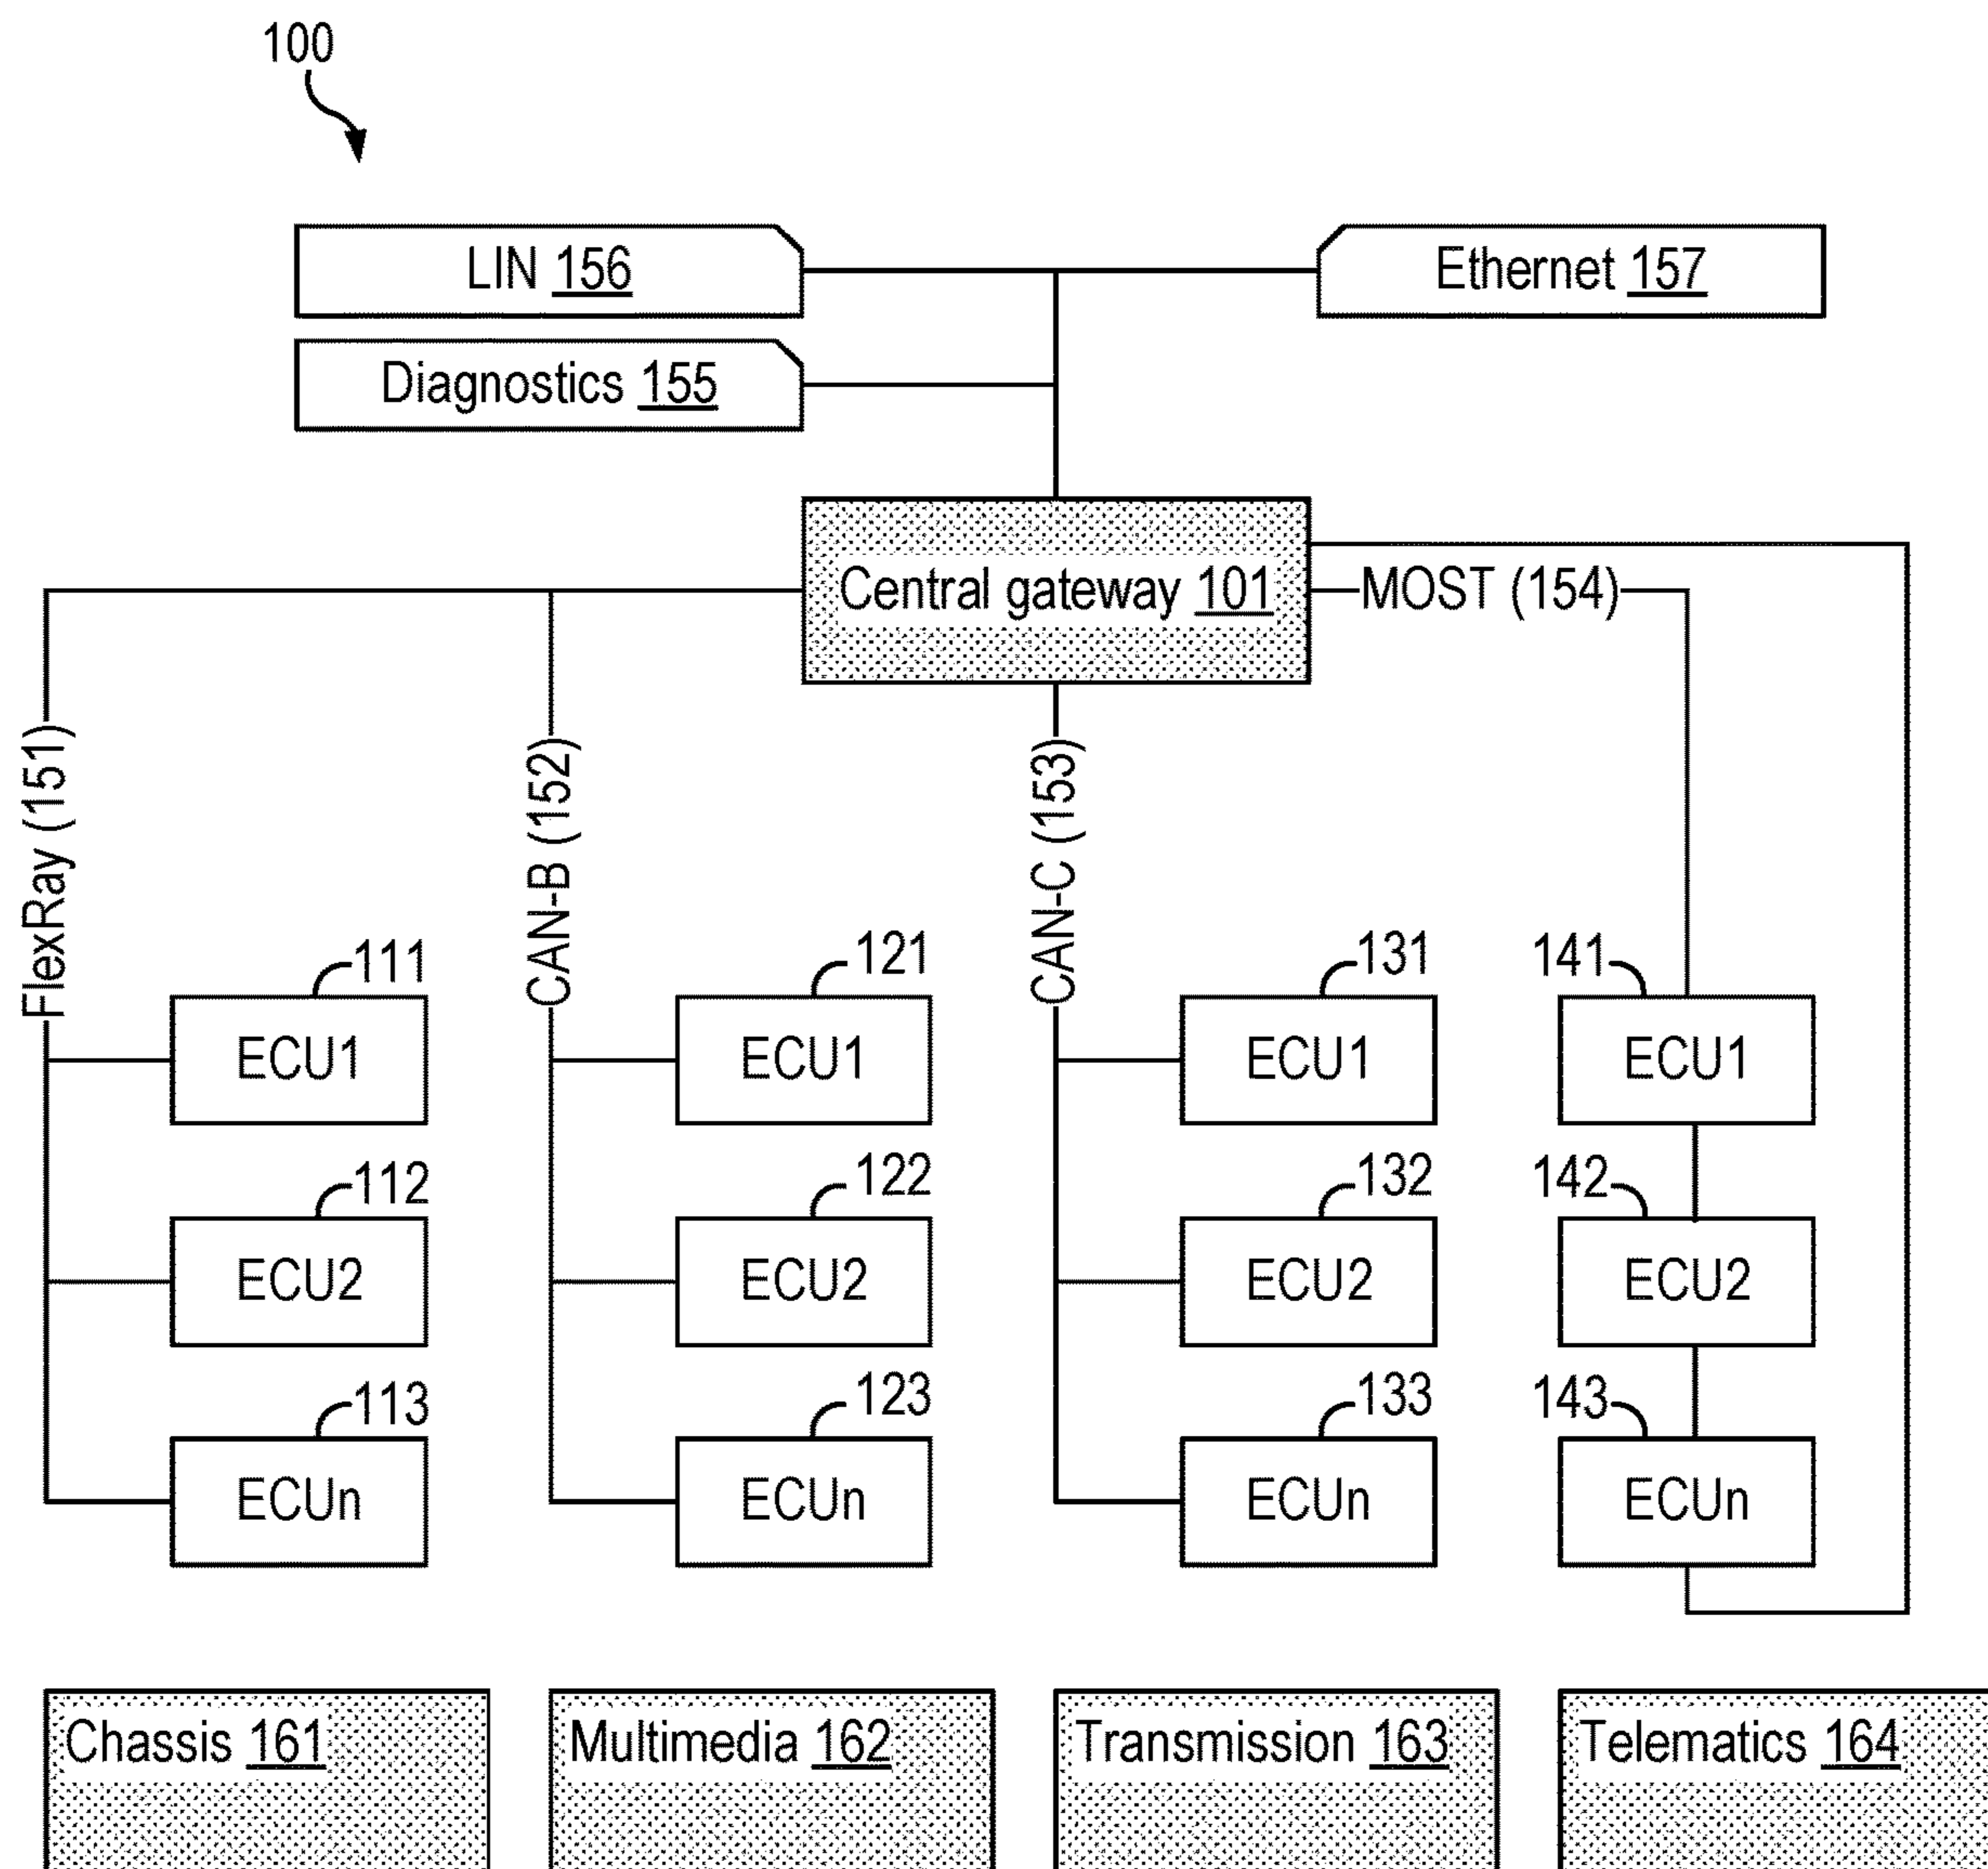 100
LIN 156
Ethernet 157
Diagnostics 155
Central gateway 101
MOST (154)
FlexRay (151)
CAN-B (152)
CAN-C (153)
111
121
131
141
ECU1
ECU1
ECU1
ECU1
112
122
132
142
ECU2
ECU2
ECU2
ECU2
113
123
133
143
ECUn
ECUn
ECUn
ECUn
Chassis 161
Multimedia 162
Transmission 163
Telematics 164